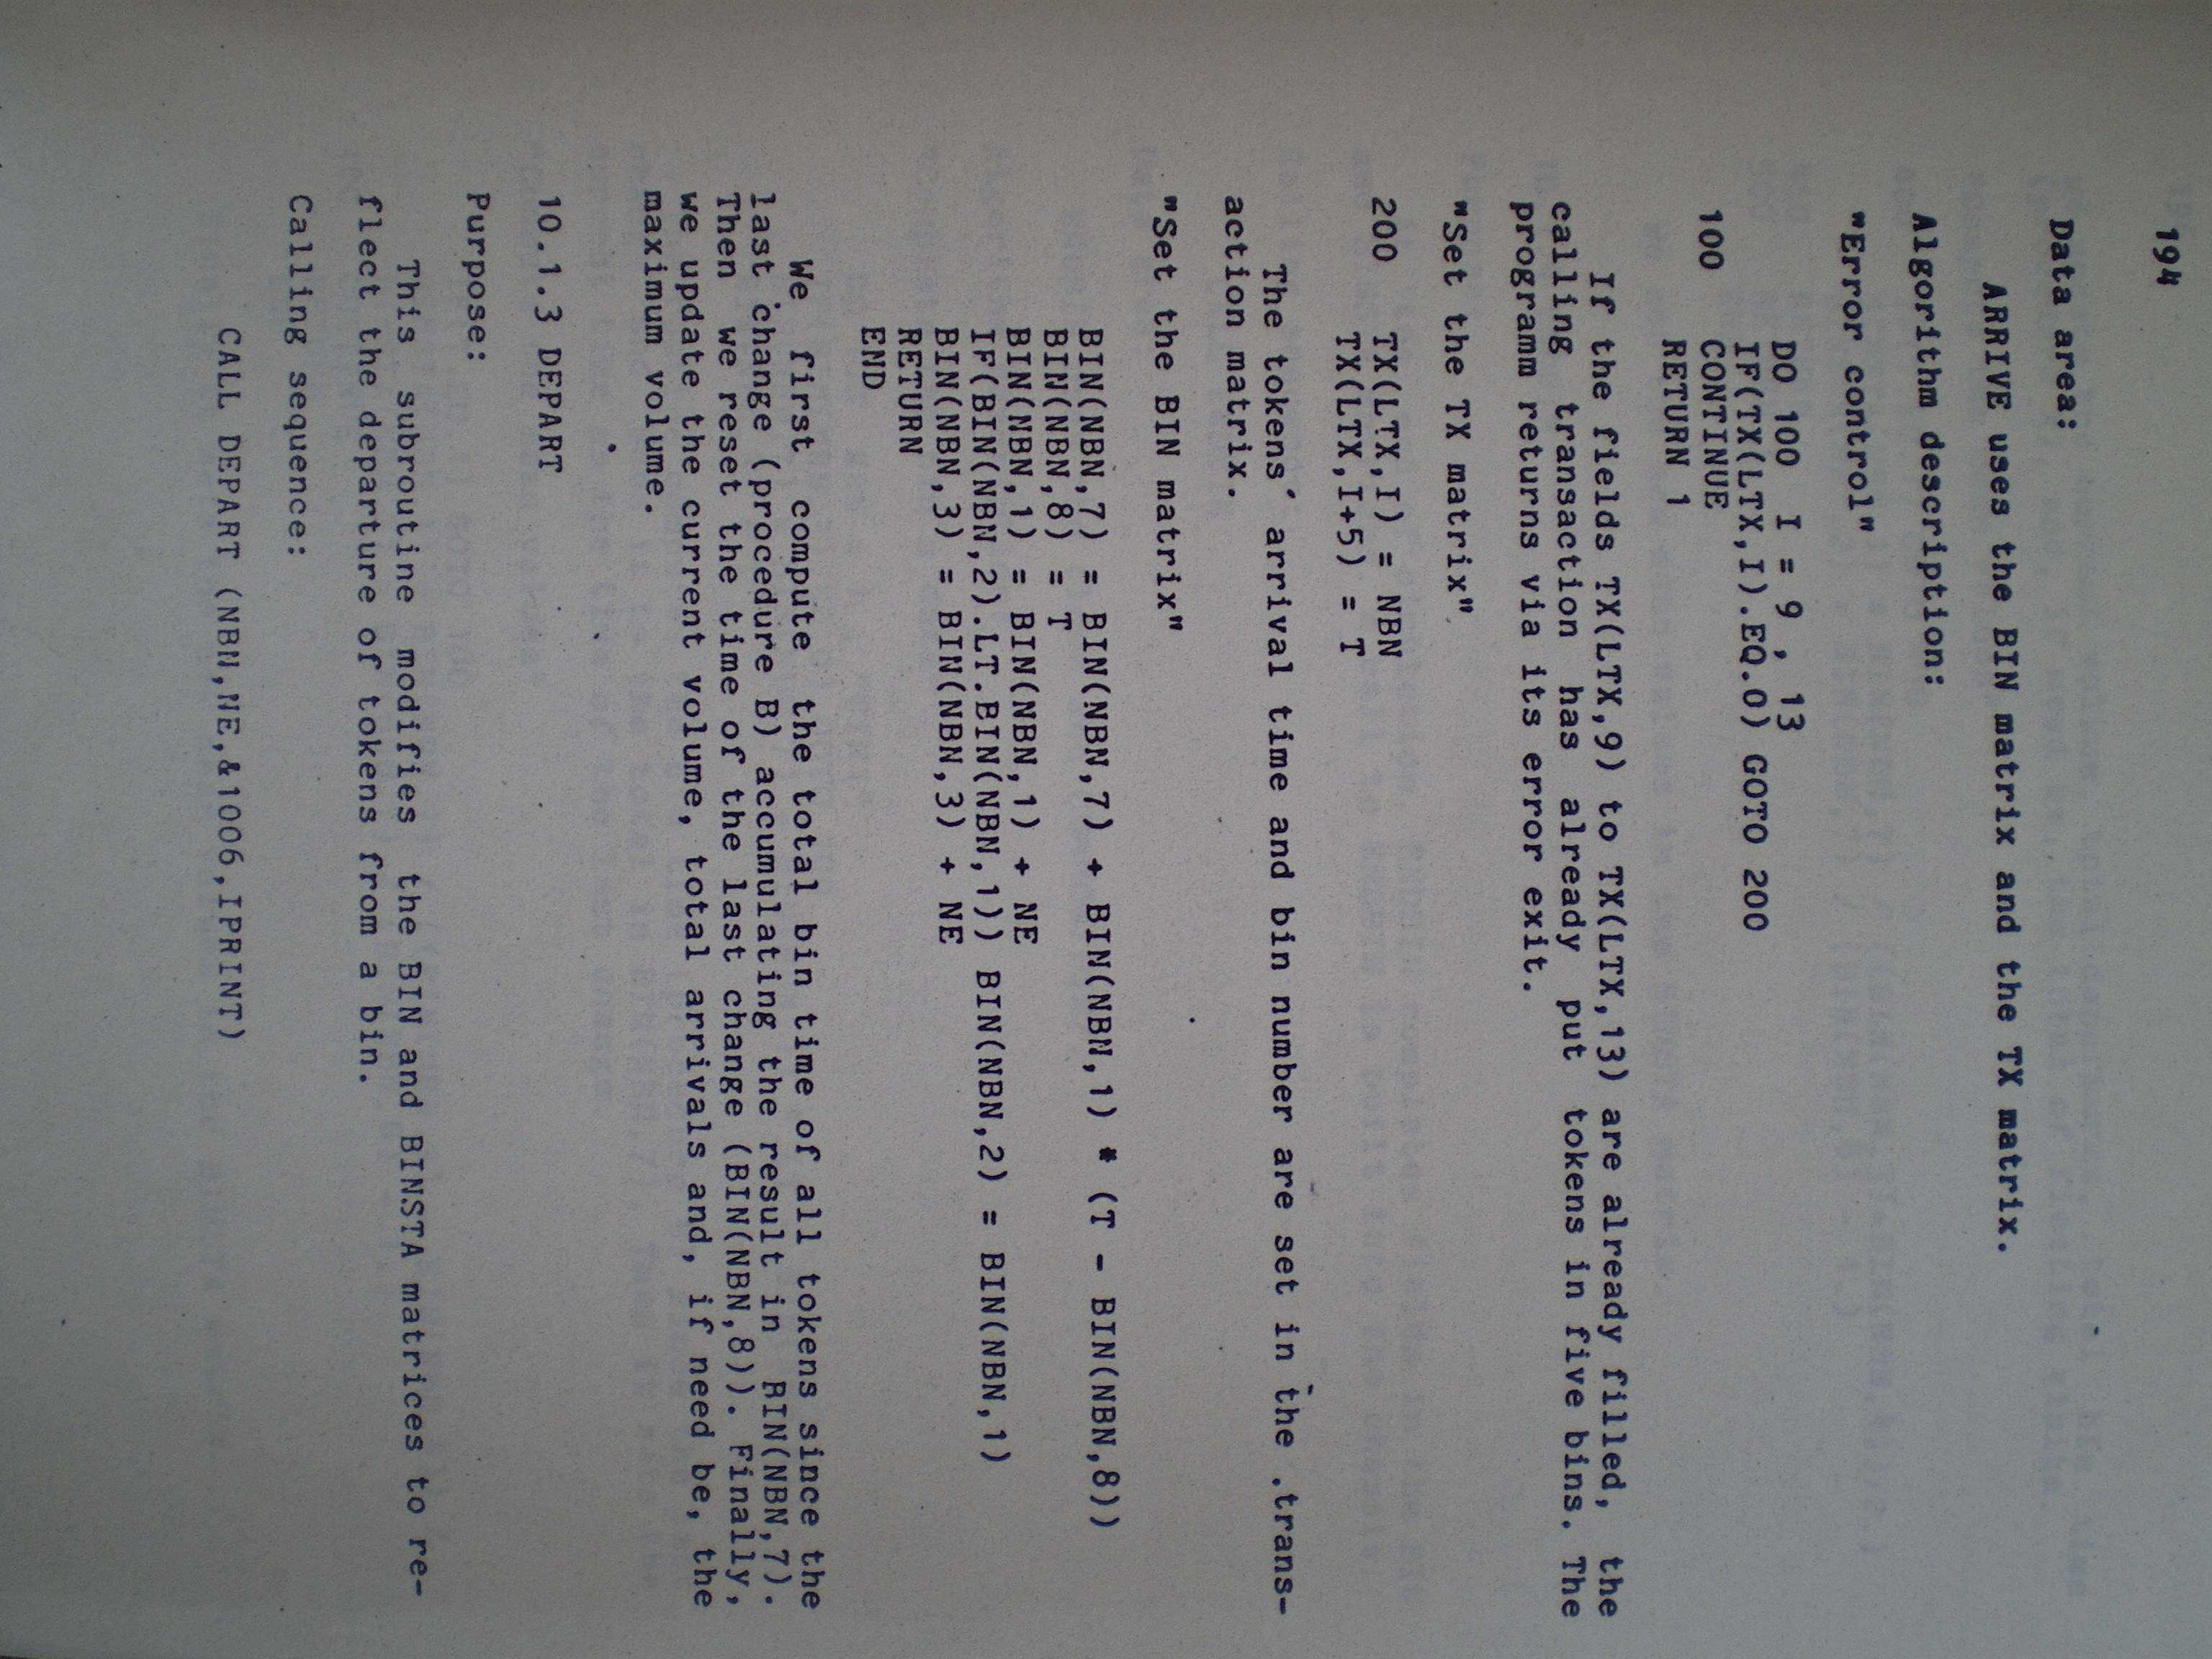 194
Data area:
ARRIVE uses the BIN matrix and the TX matrix.
Algorithm description:
"Error control"
DO 100 I = 9 , 13
IF(TX(LTX,I).EQ.0) GOTO 200
100 CONTINUE
RETURN 1
If the fields TX(LTX,9) to TX(LTX,13) are already filled, the
calling transaction has already put tokens in five bins. The
programm returns via its error exit.
"Set the TX matrix"
200 TX(LTX,I) = NBN
TX(LTX,I+5) = T
The tokens' arrival time and bin number are set in the .trans-
action matrix.
"Set the BIN matrix"
BIN(NBN,7) = BIN(NBN,7) + BIN(NBN,1) * (T - BIN(NBN,8))
BIN(NBN,8) = T
BIN(NBN,1) = BIN(NBN,1) + NE
IF(BIN(NBN,2).LT.BIN(NBN,1)) BIN(NBN,2) = BIN(NBN,1)
BIN(NBN,3) = BIN(NBN,3) + NE
RETURN
END
We first compute the total bin time of all tokens since the
last change (procedure B) accumulating the result in BIN(NBN,7).
Then we reset the time of the last change (BIN(NBN,8)). Finally,
we update the current volume, total arrivals and, if need be, the
maximum volume.
10.1.3 DEPART
Purpose:
This subroutine modifies the BIN and BINSTA matrices to re-
flect the departure of tokens from a bin.
Calling sequence:
CALL DEPART (NBN,NE,&1006,IPRINT)